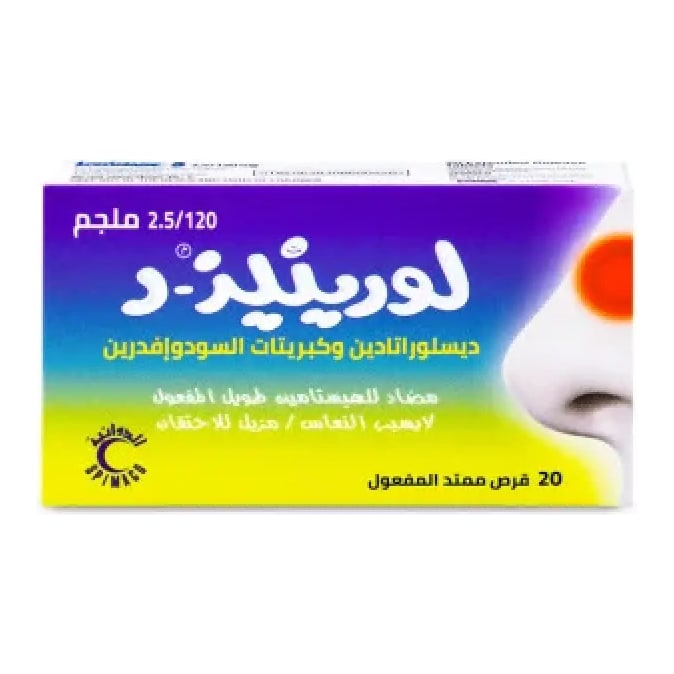 2.5/120 ملجم
لورينيز-د
ديسلوراتادين وكبريتات السودوإفدرين
مضاد للهيستامين طويل المفعول
لايسبب النعاس / مزيل للاحتقان
الدوائية
SPIMACO
20 قرص ممتد المفعول